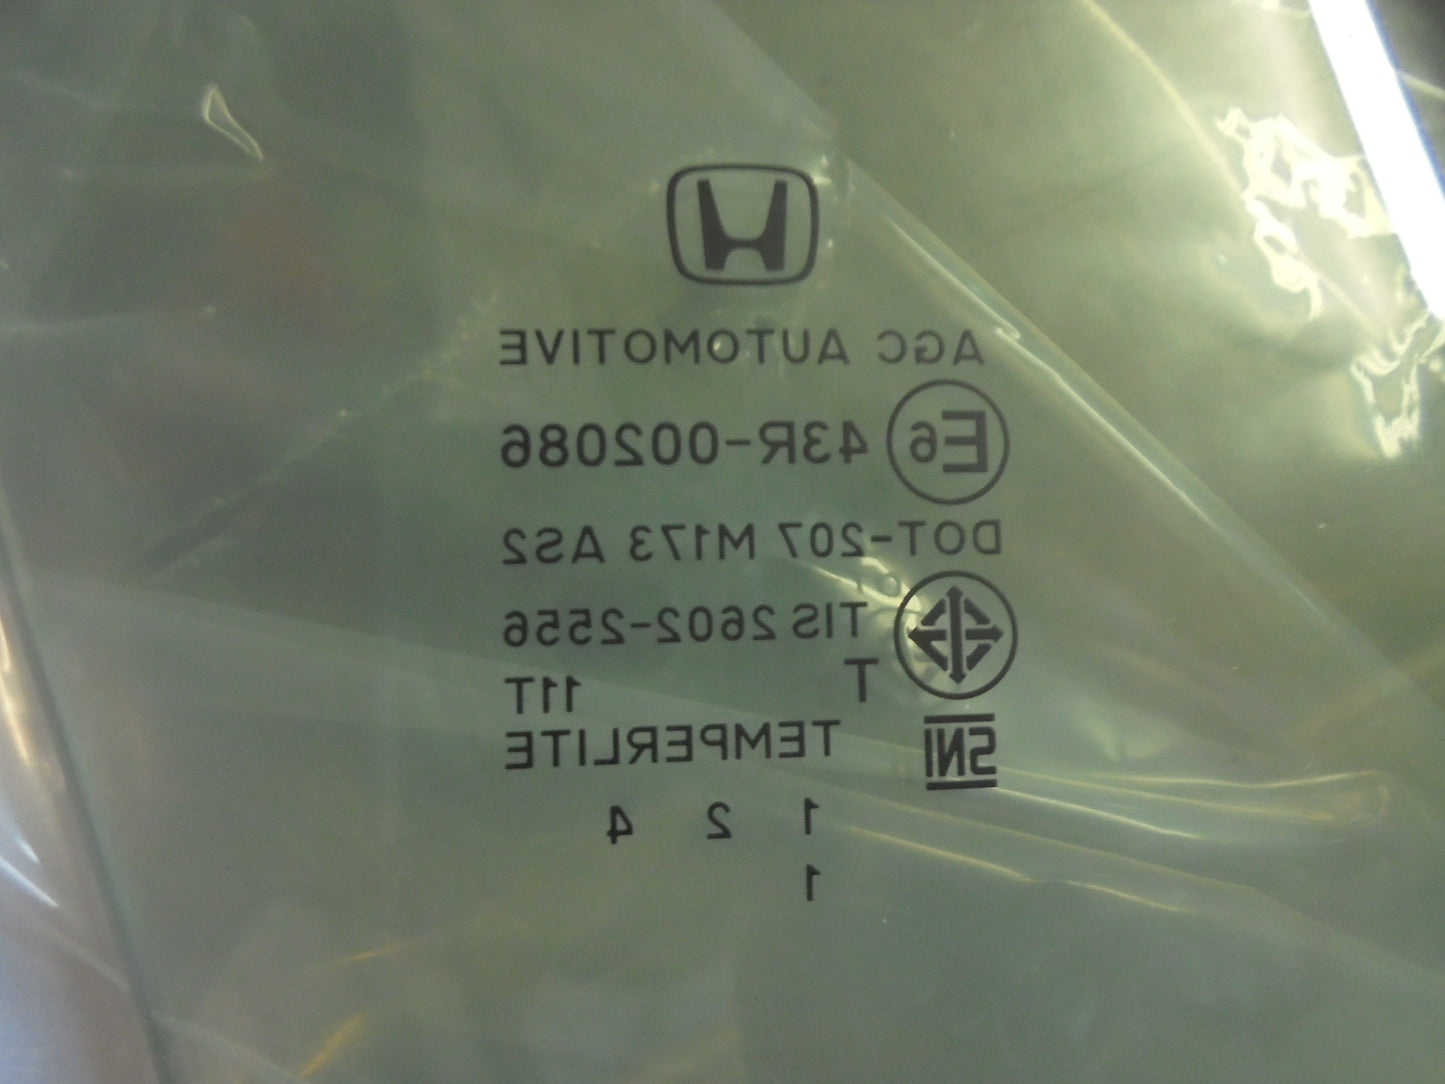 AGC AUTOMOTIVE
E6 43R-002086
DOT-207 M173 AS2
TIS 2602-2556
T 11T
SNI TEMPERLITE
1 2 4
1